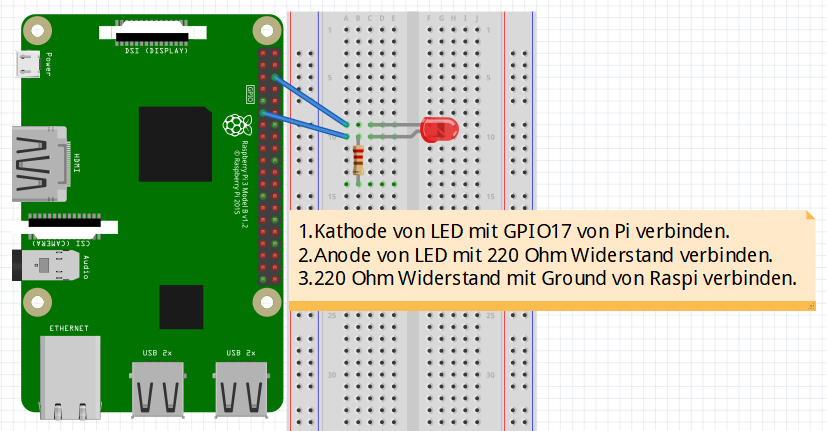 DSI (DISPLAY)
Power
A B C D E
F G H I J
1
1
5
5
GPIO
10
10
HDMI
Raspberry Pi 3 Model B v1.2
© Raspberry Pi 2015
15
15
1.Kathode von LED mit GPIO17 von Pi verbinden.
2.Anode von LED mit 220 Ohm Widerstand verbinden.
3.220 Ohm Widerstand mit Ground von Raspi verbinden.
CSI (CAMERA)
Audio
25
25
ETHERNET
USB 2x
USB 2x
30
30